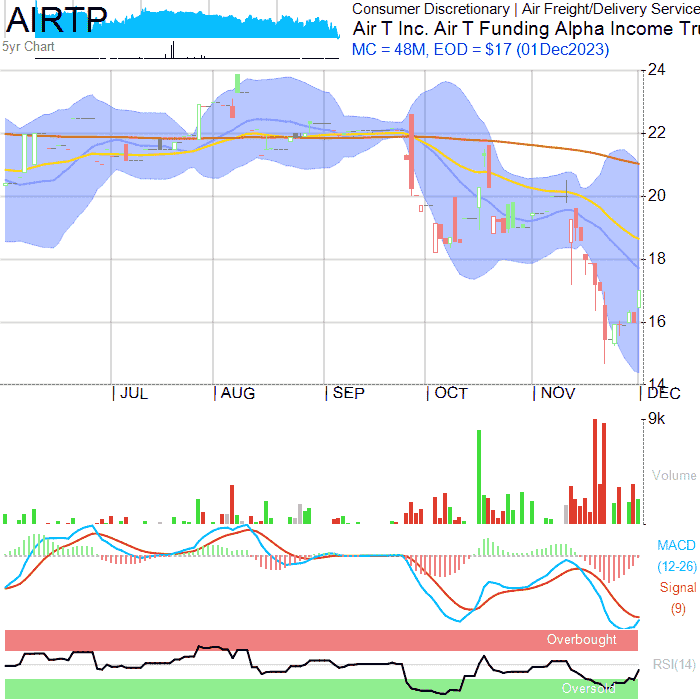 AIRTP
Consumer Discretionary | Air Freight/Delivery Service
Air T Inc. Air T Funding Alpha Income Tr
MC = 48M, EOD = $17 (01Dec2023)
5yr Chart
24
22
20
18
16
14
| JUL | AUG | SEP | OCT | NOV | DEC
9k
Volume
MACD
(12-26)
Signal
(9)
Overbought
RSI(14)
Oversold